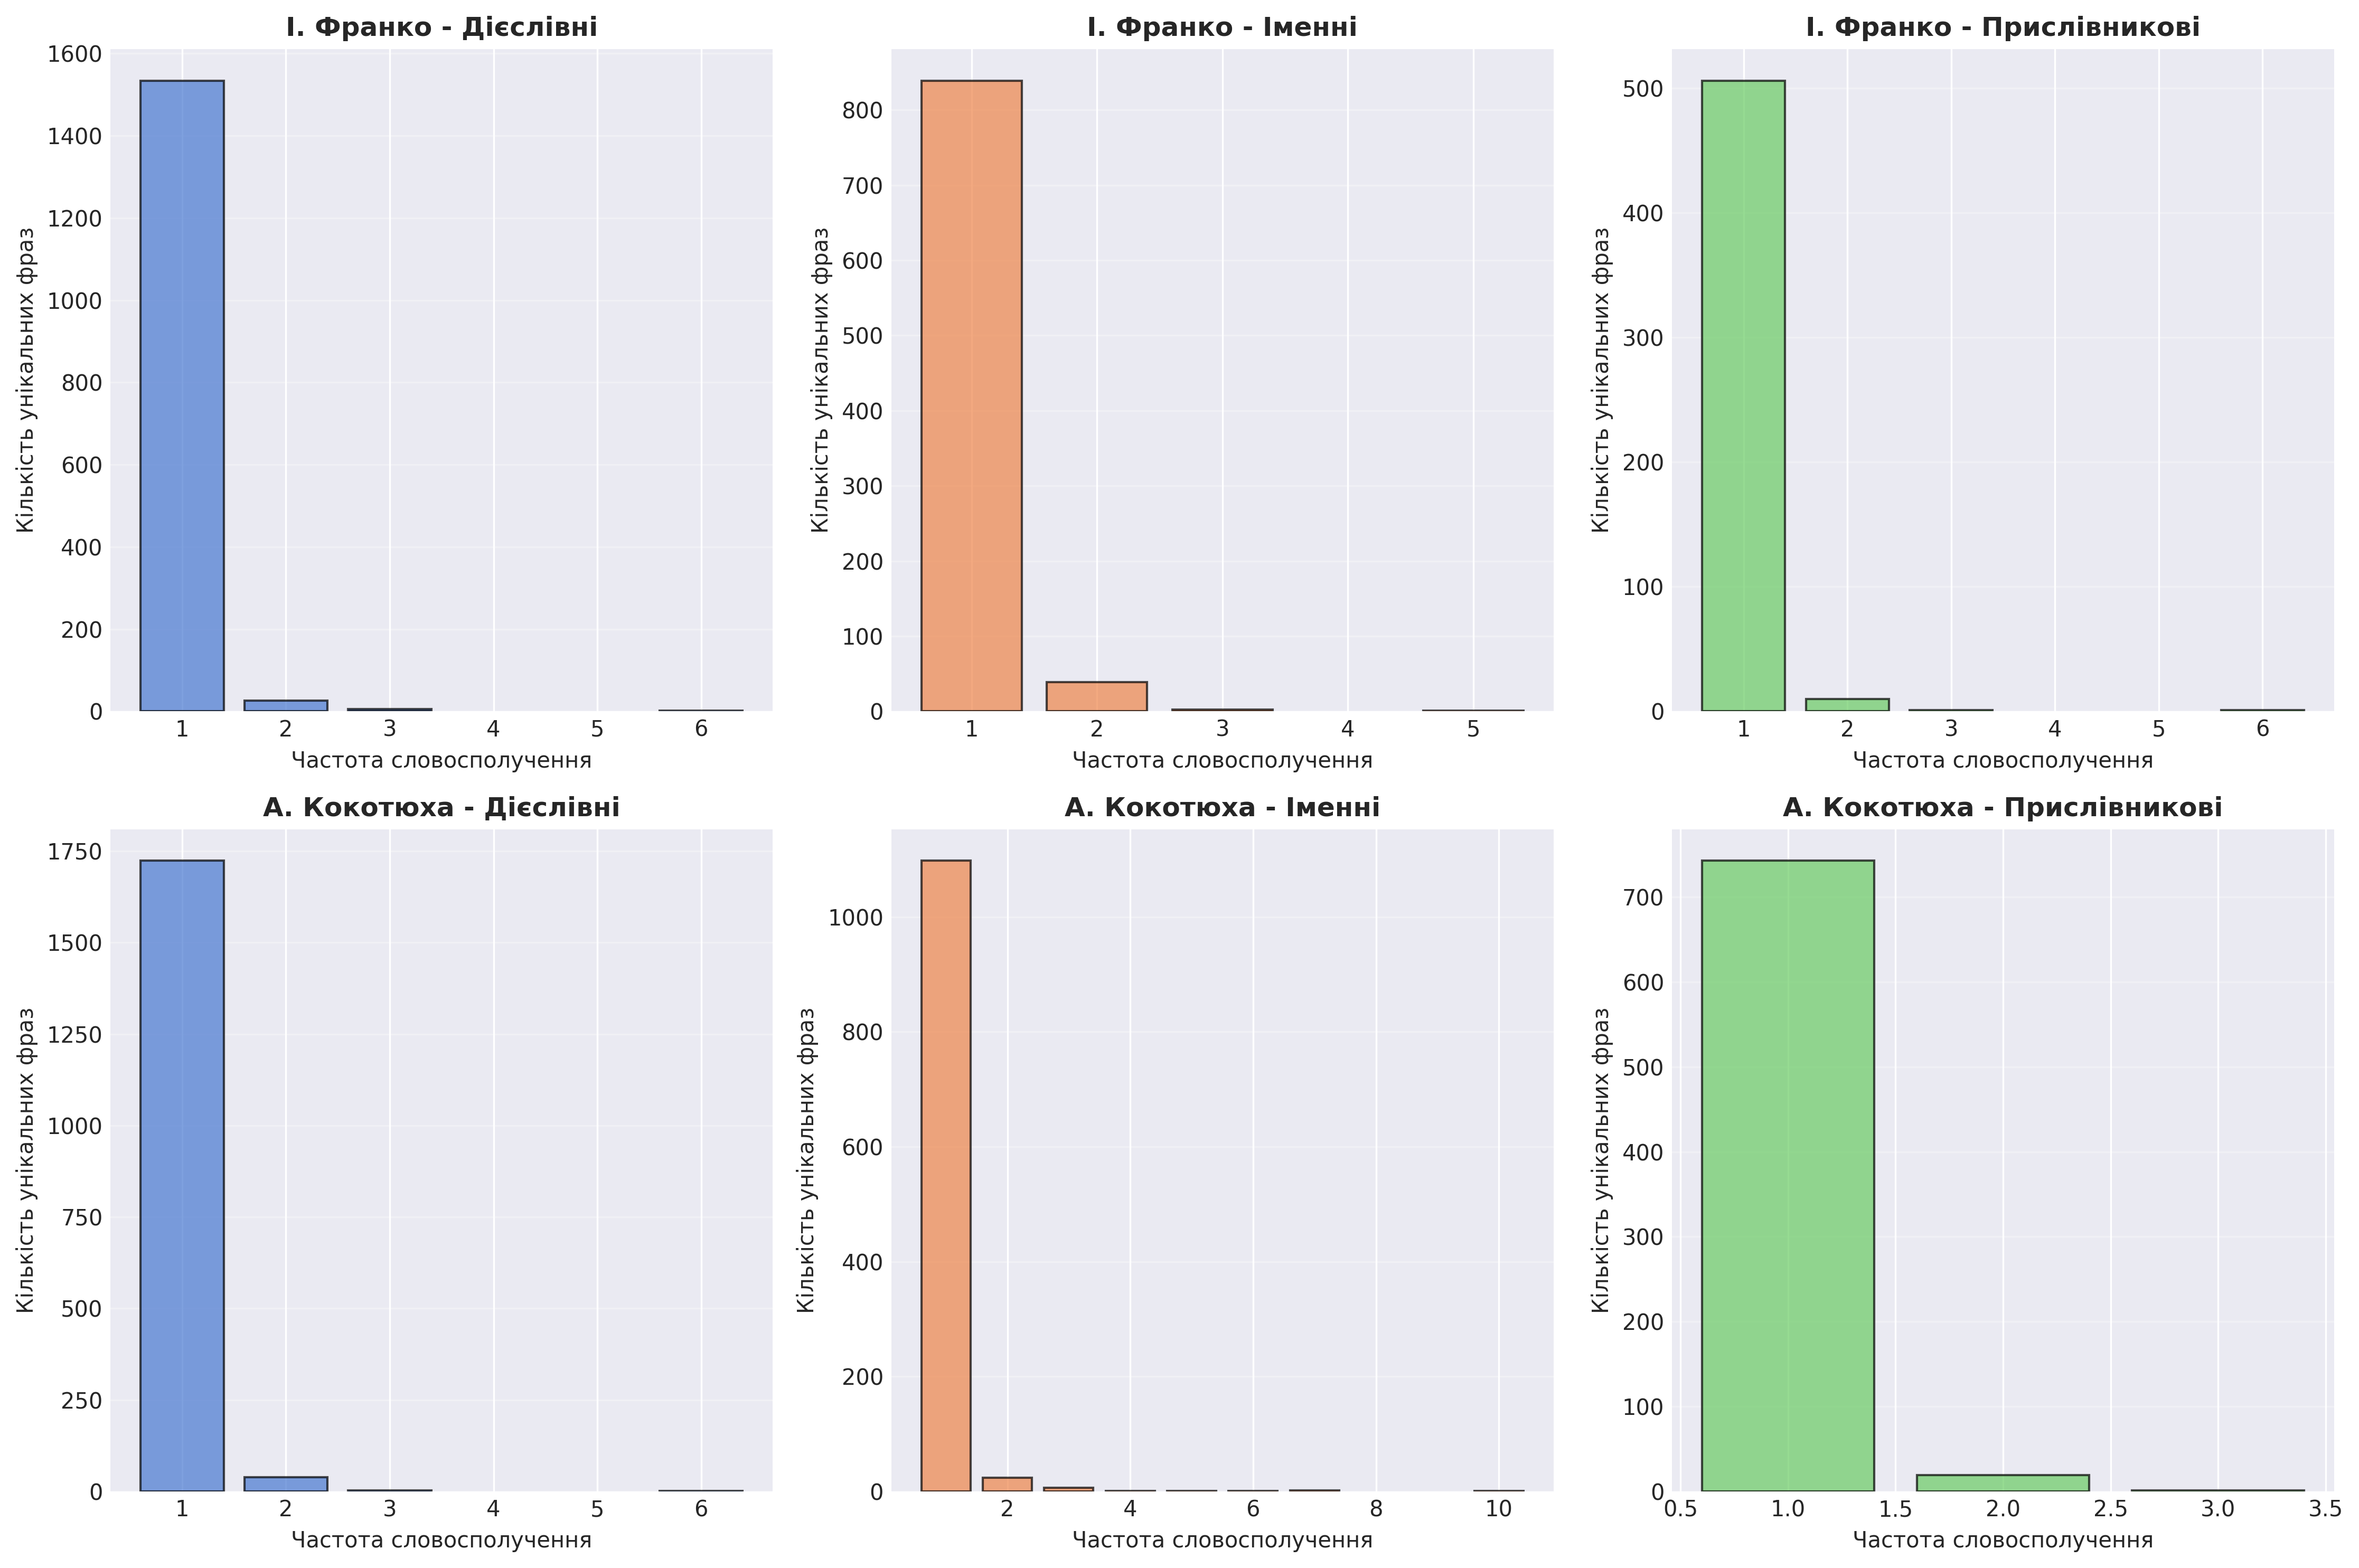 І. Франко - Дієслівні
Кількість унікальних фраз
1600
1400
1200
1000
800
600
400
200
0
1 2 3 4 5 6
Частота словосполучення
І. Франко - Іменні
Кількість унікальних фраз
800
700
600
500
400
300
200
100
0
1 2 3 4 5
Частота словосполучення
І. Франко - Прислівникові
Кількість унікальних фраз
500
400
300
200
100
0
1 2 3 4 5 6
Частота словосполучення
А. Кокотюха - Дієслівні
Кількість унікальних фраз
1750
1500
1250
1000
750
500
250
0
1 2 3 4 5 6
Частота словосполучення
А. Кокотюха - Іменні
Кількість унікальних фраз
1000
800
600
400
200
0
2 4 6 8 10
Частота словосполучення
А. Кокотюха - Прислівникові
Кількість унікальних фраз
700
600
500
400
300
200
100
0
0.5 1.0 1.5 2.0 2.5 3.0 3.5
Частота словосполучення